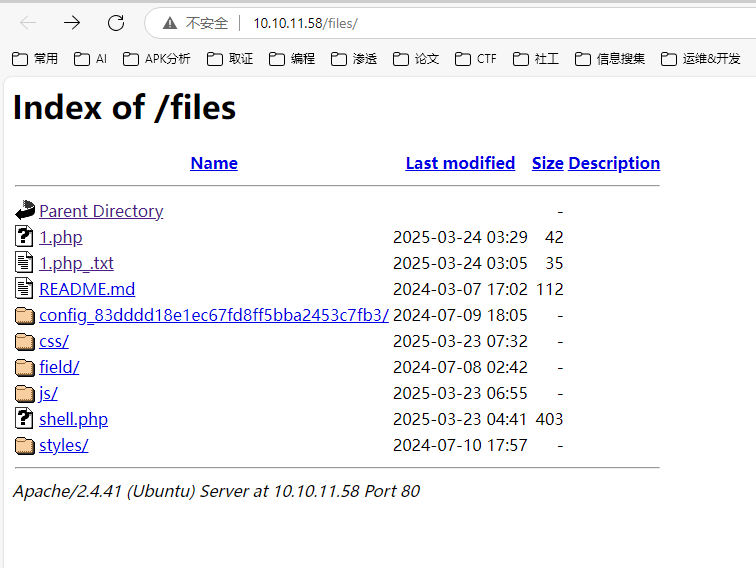 不安全 10.10.11.58/files/
常用 AI APK分析 取证 编程 渗透 论文 CTF 社工 信息搜集 运维&开发
Index of /files
Name Last modified Size Description
Parent Directory -
1.php 2025-03-24 03:29 42
1.php_.txt 2025-03-24 03:05 35
README.md 2024-03-07 17:02 112
config_83dddd18e1ec67fd8ff5bba2453c7fb3/ 2024-07-09 18:05 -
css/ 2025-03-23 07:32 -
field/ 2024-07-08 02:42 -
js/ 2025-03-23 06:55 -
shell.php 2025-03-23 04:41 403
styles/ 2024-07-10 17:57 -
Apache/2.4.41 (Ubuntu) Server at 10.10.11.58 Port 80